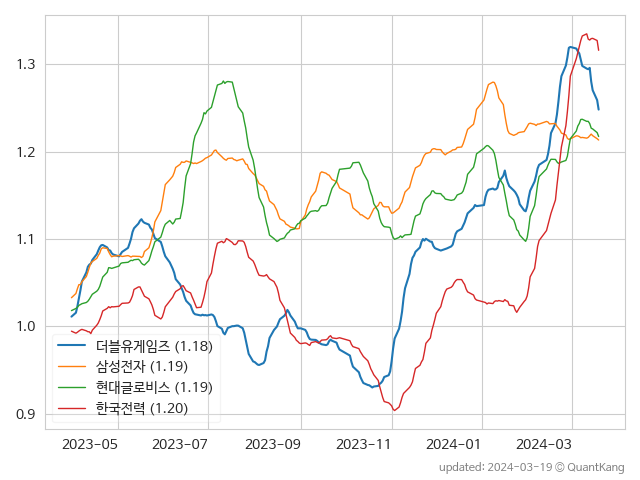 1.3
1.2
1.1
1.0
0.9
더블유게임즈 (1.18)
삼성전자 (1.19)
현대글로비스 (1.19)
한국전력 (1.20)
2023-05 2023-07 2023-09 2023-11 2024-01 2024-03
updated: 2024-03-19 © QuantKang